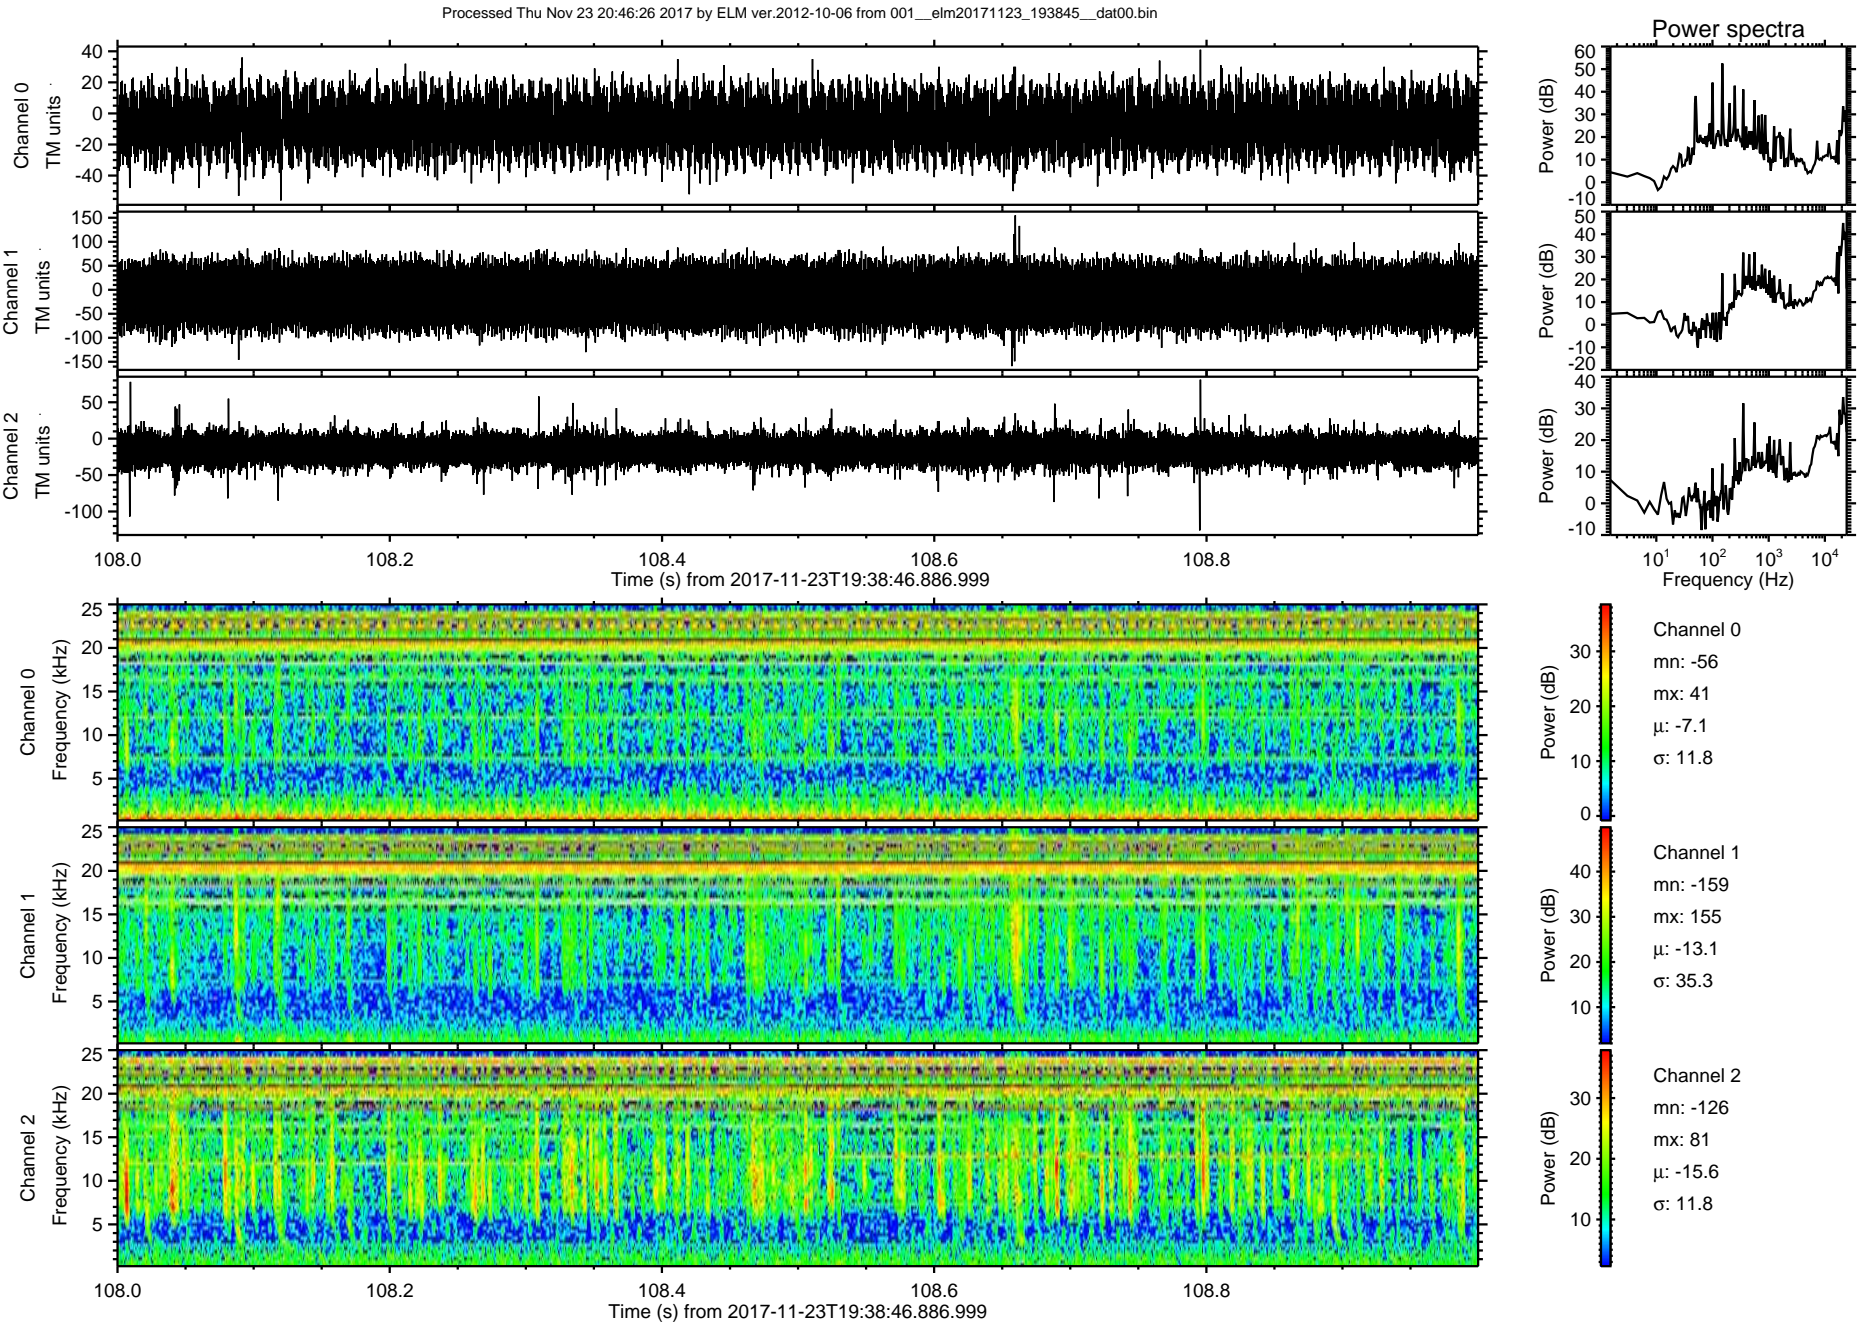 Processed Thu Nov 23 20:46:26 2017 by ELM ver.2012-10-06 from 001__elm20171123_193845__dat00.bin
Power spectra
Channel 0
TM units
40
20
0
-20
-40
Power (dB)
60
50
40
30
20
10
0
-10
Channel 1
TM units
150
100
50
0
-50
-100
-150
Power (dB)
50
40
30
20
10
0
-10
-20
Channel 2
TM units
50
0
-50
-100
Power (dB)
40
30
20
10
0
-10
108.0 108.2 108.4 108.6 108.8
Time (s) from 2017-11-23T19:38:46.886.999
10¹ 10² 10³ 10⁴
Frequency (Hz)
Channel 0
Frequency (kHz)
25
20
15
10
5
Power (dB)
30
20
10
0
Channel 0
mn: -56
mx: 41
μ: -7.1
σ: 11.8
Channel 1
Frequency (kHz)
25
20
15
10
5
Power (dB)
40
30
20
10
Channel 1
mn: -159
mx: 155
μ: -13.1
σ: 35.3
Channel 2
Frequency (kHz)
25
20
15
10
5
Power (dB)
30
20
10
Channel 2
mn: -126
mx: 81
μ: -15.6
σ: 11.8
108.0 108.2 108.4 108.6 108.8
Time (s) from 2017-11-23T19:38:46.886.999